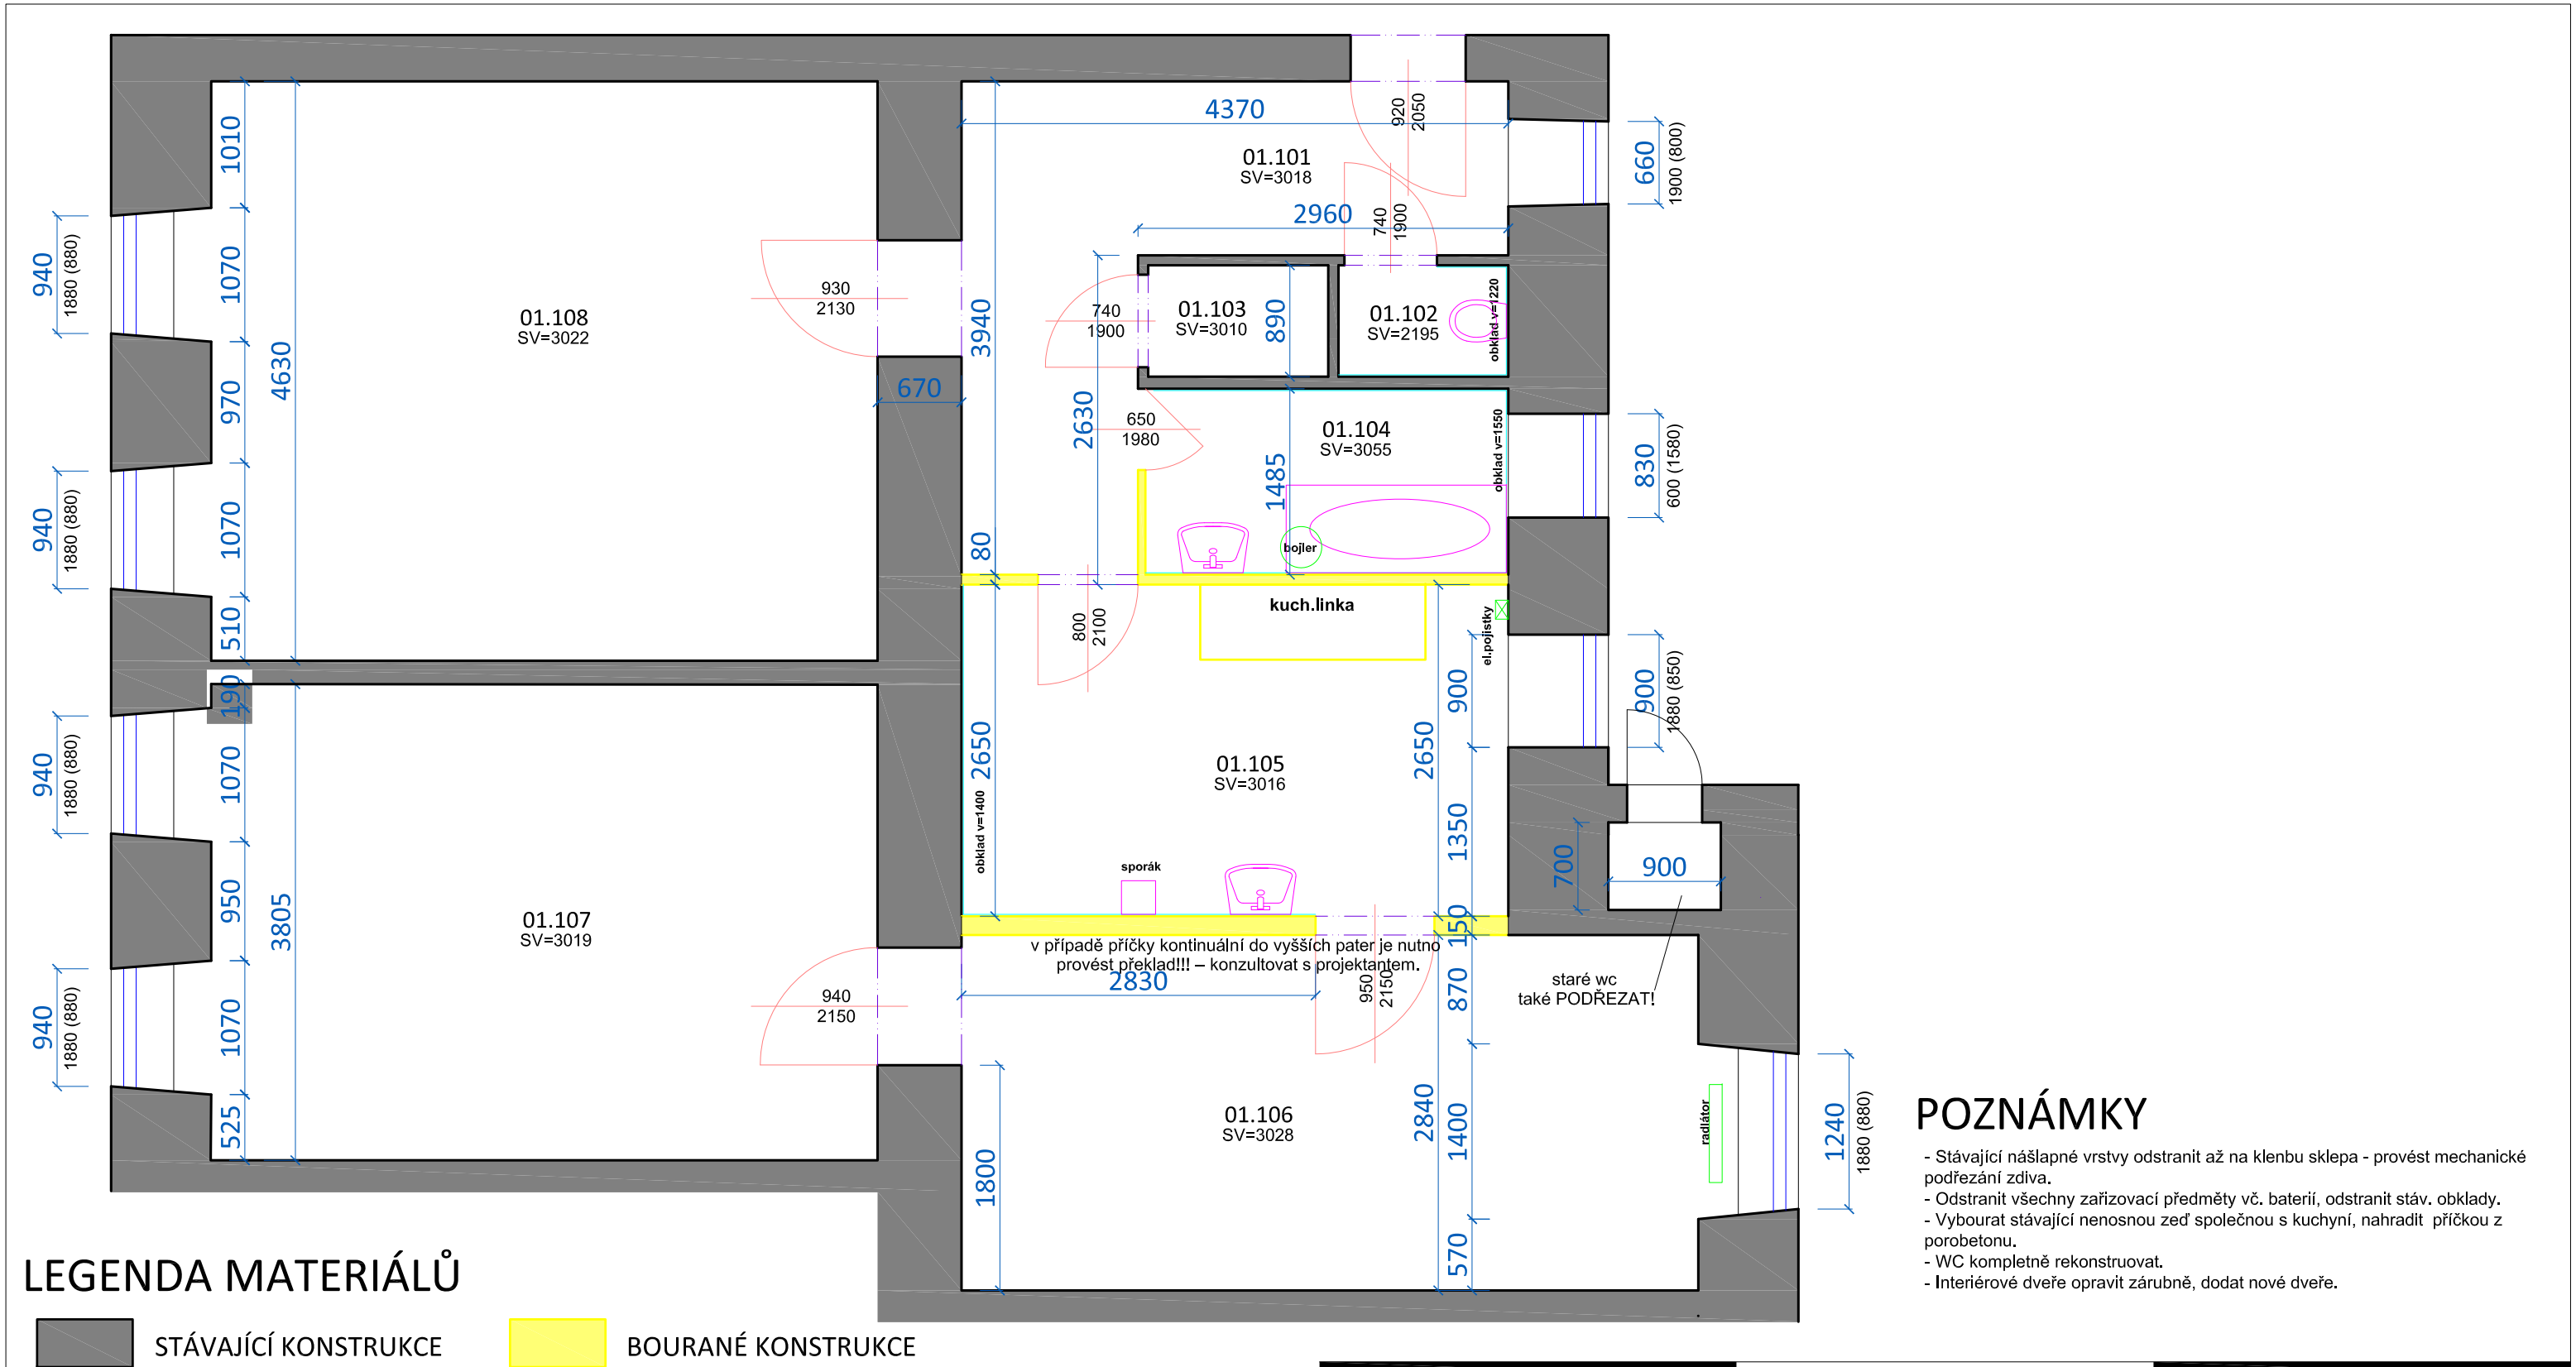 4370
920
2050
01.101
SV=3018
660
1900 (800)
2960
740
1900
1010
1070
970
1070
510
4630
940
1880 (880)
940
1880 (880)
01.108
SV=3022
930
2130
670
3940
80
2630
740
1900
01.103
SV=3010
890
01.102
SV=2195
obklad v=1220
650
1980
01.104
SV=3055
1485
obklad v=1550
bojler
830
600 (1580)
kuch.linka
el.pojistky
800
2100
900
1880 (850)
900
1350
150
870
1400
570
2650
2650
2840
01.105
SV=3016
obklad v=1400
sporák
700
900
staré wc
také PODŘEZAT!
v případě příčky kontinuální do vyšších pater je nutno
provést překlad!!! – konzultovat s projektantem.
2830
950
2150
190
1070
950
1070
525
3805
940
1880 (880)
940
1880 (880)
01.107
SV=3019
940
2150
1800
01.106
SV=3028
radiátor
1240
1880 (880)
POZNÁMKY
- Stávající nášlapné vrstvy odstranit až na klenbu sklepa - provést mechanické
podřezání zdiva.
- Odstranit všechny zařizovací předměty vč. baterií, odstranit stáv. obklady.
- Vybourat stávající nenosnou zeď společnou s kuchyní, nahradit příčkou z
porobetonu.
- WC kompletně rekonstruovat.
- Interiérové dveře opravit zárubně, dodat nové dveře.
LEGENDA MATERIÁLŮ
STÁVAJÍCÍ KONSTRUKCE
BOURANÉ KONSTRUKCE